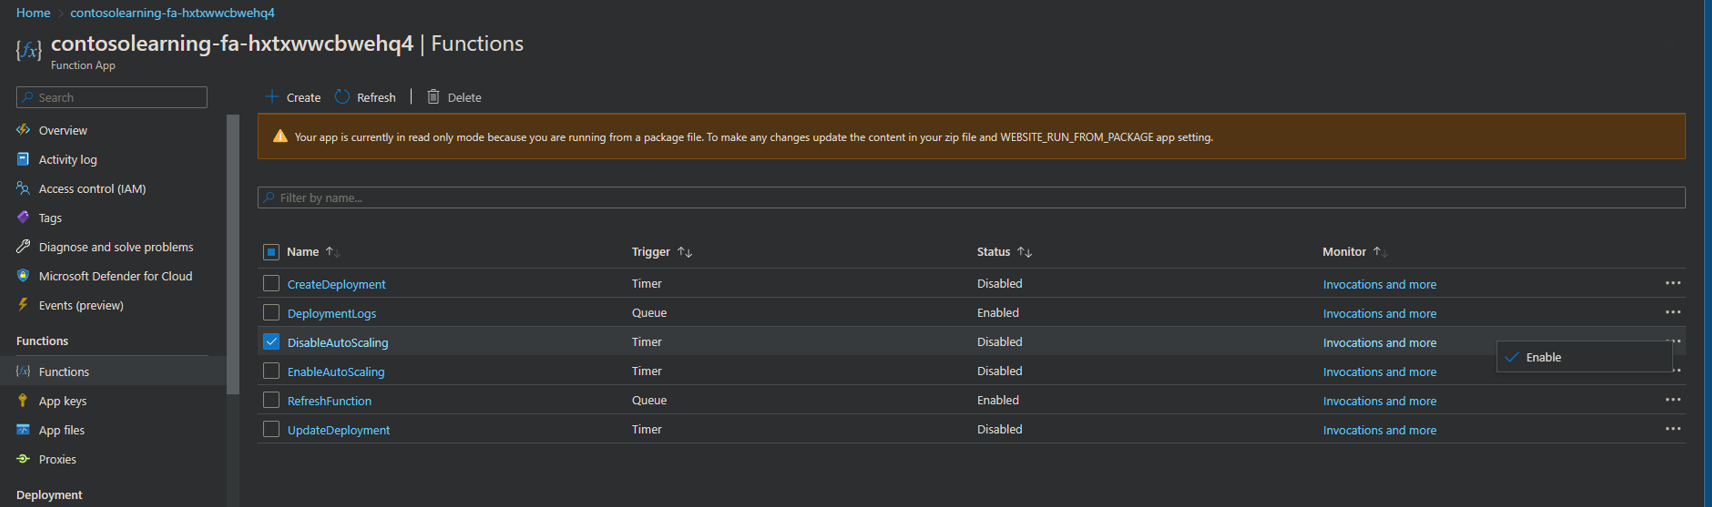 Home > contosolearning-fa-hxtxwwcbwehq4
contosolearning-fa-hxtxwwcbwehq4 | Functions
Function App
Search
Create Refresh | Delete
Overview
Activity log
Access control (IAM)
Tags
Diagnose and solve problems
Microsoft Defender for Cloud
Events (preview)
Functions
Functions
App keys
App files
Proxies
Deployment
Your app is currently in read only mode because you are running from a package file. To make any changes update the content in your zip file and WEBSITE_RUN_FROM_PACKAGE app setting.
Filter by name...
Name Trigger Status Monitor
CreateDeployment Timer Disabled Invocations and more
DeploymentLogs Queue Enabled Invocations and more
DisableAutoScaling Timer Disabled Invocations and more
Enable
EnableAutoScaling Timer Disabled Invocations and more
RefreshFunction Queue Enabled Invocations and more
UpdateDeployment Timer Disabled Invocations and more